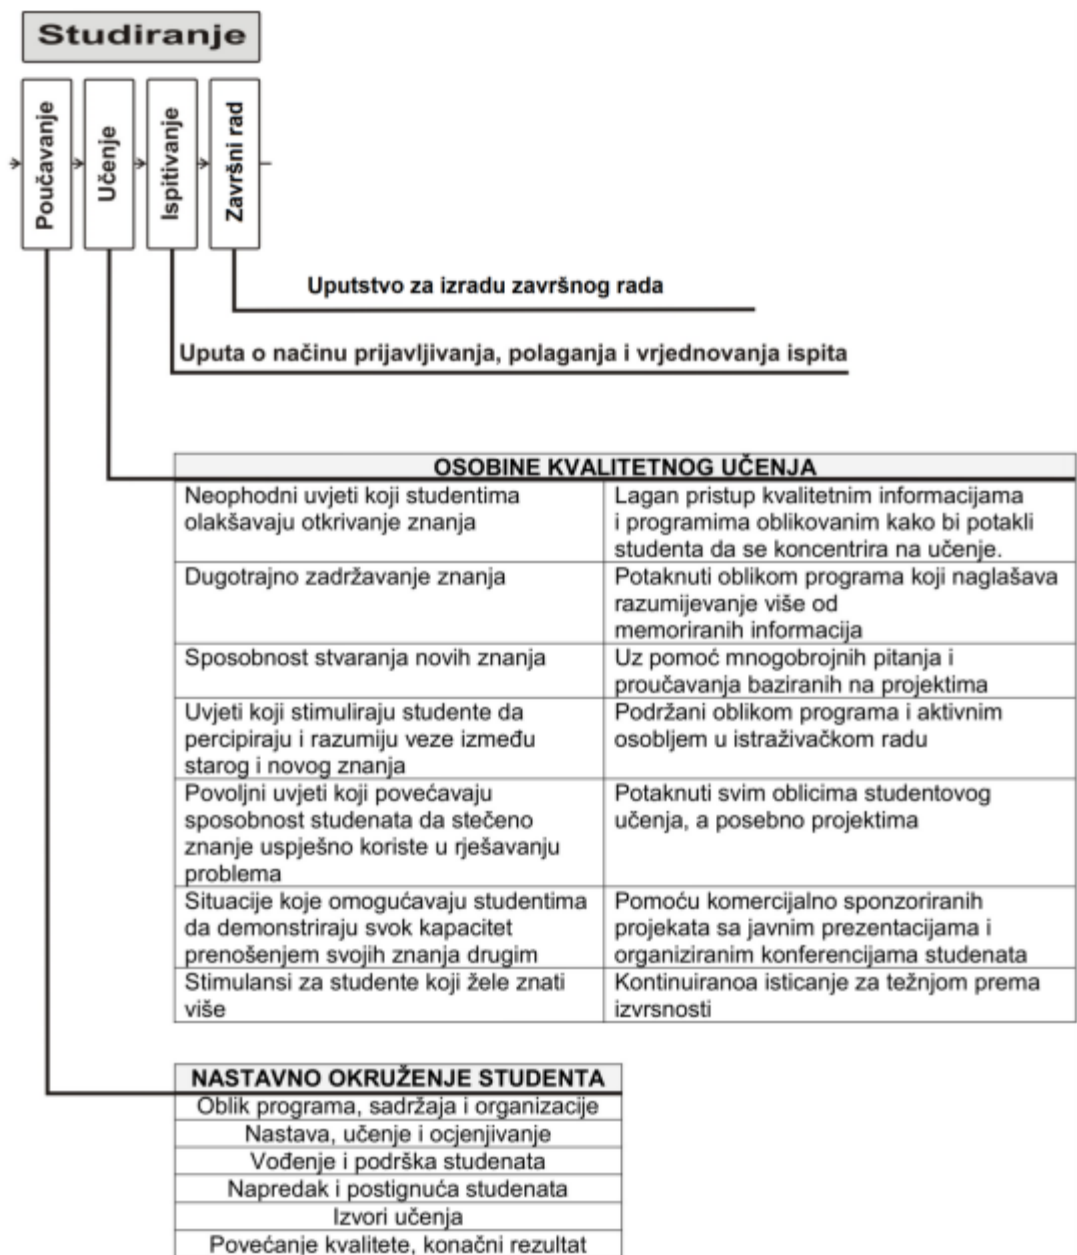 Studiranje
Poučavanje
Učenje
Ispitivanje
Završni rad
Uputstvo za izradu završnog rada
Uputa o načinu prijavljivanja, polaganja i vrjednovanja ispita
OSOBINE KVALITETNOG UČENJA
Neophodni uvjeti koji studentima
olakšavaju otkrivanje znanja
Lagan pristup kvalitetnim informacijama
i programima oblikovanim kako bi potakli
studenta da se koncentrira na učenje.
Dugotrajno zadržavanje znanja
Potaknuti oblikom programa koji naglašava
razumijevanje više od
memoriranih informacija
Sposobnost stvaranja novih znanja
Uz pomoć mnogobrojnih pitanja i
proučavanja baziranih na projektima
Uvjeti koji stimuliraju studente da
percipiraju i razumiju veze između
starog i novog znanja
Podržani oblikom programa i aktivnim
osobljem u istraživačkom radu
Povoljni uvjeti koji povećavaju
sposobnost studenata da stečeno
znanje uspješno koriste u rješavanju
problema
Potaknuti svim oblicima studentovog
učenja, a posebno projektima
Situacije koje omogućavaju studentima
da demonstriraju svok kapacitet
prenošenjem svojih znanja drugim
Pomoću komercijalno sponzoriranih
projekata sa javnim prezentacijama i
organiziranim konferencijama studenata
Stimulansi za studente koji žele znati
više
Kontinuiranoa isticanje za težnjom prema
izvrsnosti
NASTAVNO OKRUŽENJE STUDENTA
Oblik programa, sadržaja i organizacije
Nastava, učenje i ocjenjivanje
Vođenje i podrška studenata
Napredak i postignuća studenata
Izvori učenja
Povećanje kvalitete, konačni rezultat